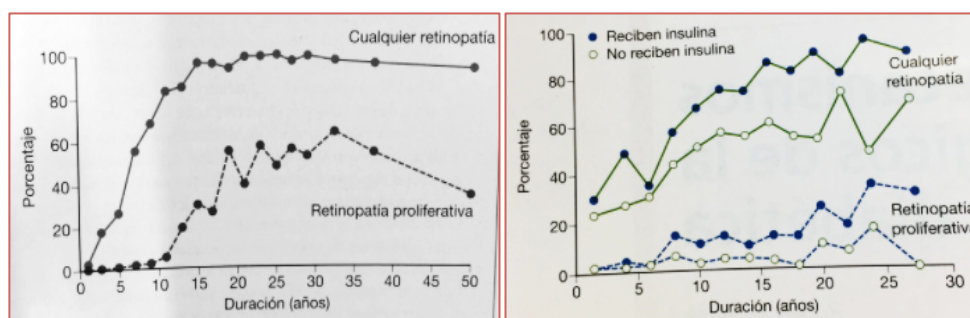 Cualquier retinopatía
Retinopatía proliferativa
Porcentaje
100
80
60
40
20
0
0
5
10
15
20
25
30
35
40
45
50
Duración (años)
Reciben insulina
No reciben insulina
Cualquier
retinopatía
Retinopatía
proliferativa
Porcentaje
100
80
60
40
20
0
0
5
10
15
20
25
30
Duración (años)